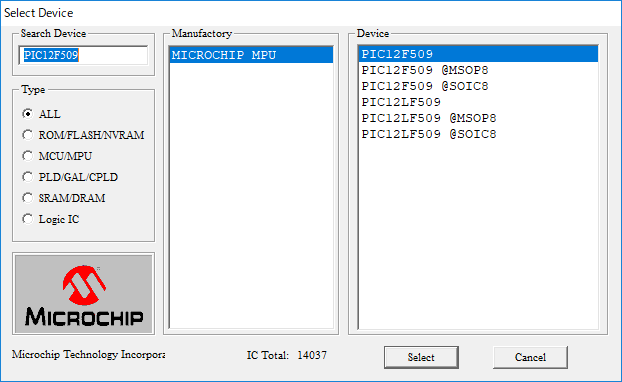 Select Device
Search Device
PIC12F509
Type
ALL
ROM/FLASH/NVRAM
MCU/MPU
PLD/GAL/CPLD
SRAM/DRAM
Logic IC
MICROCHIP
Microchip Technology Incorpora
Manufactory
MICROCHIP MPU
Device
PIC12F509
PIC12F509 @MSOP8
PIC12F509 @SOIC8
PIC12LF509
PIC12LF509 @MSOP8
PIC12LF509 @SOIC8
IC Total: 14037
Select
Cancel